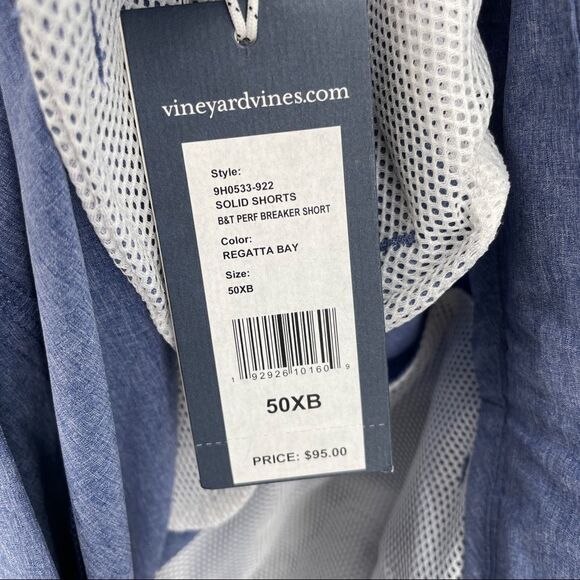 vineyardvines.com
Style:
9H0533-922
SOLID SHORTS
B&T PERF BREAKER SHORT
Color:
REGATTA BAY
Size:
50XB
1 92926 10160 9
50XB
PRICE: $95.00